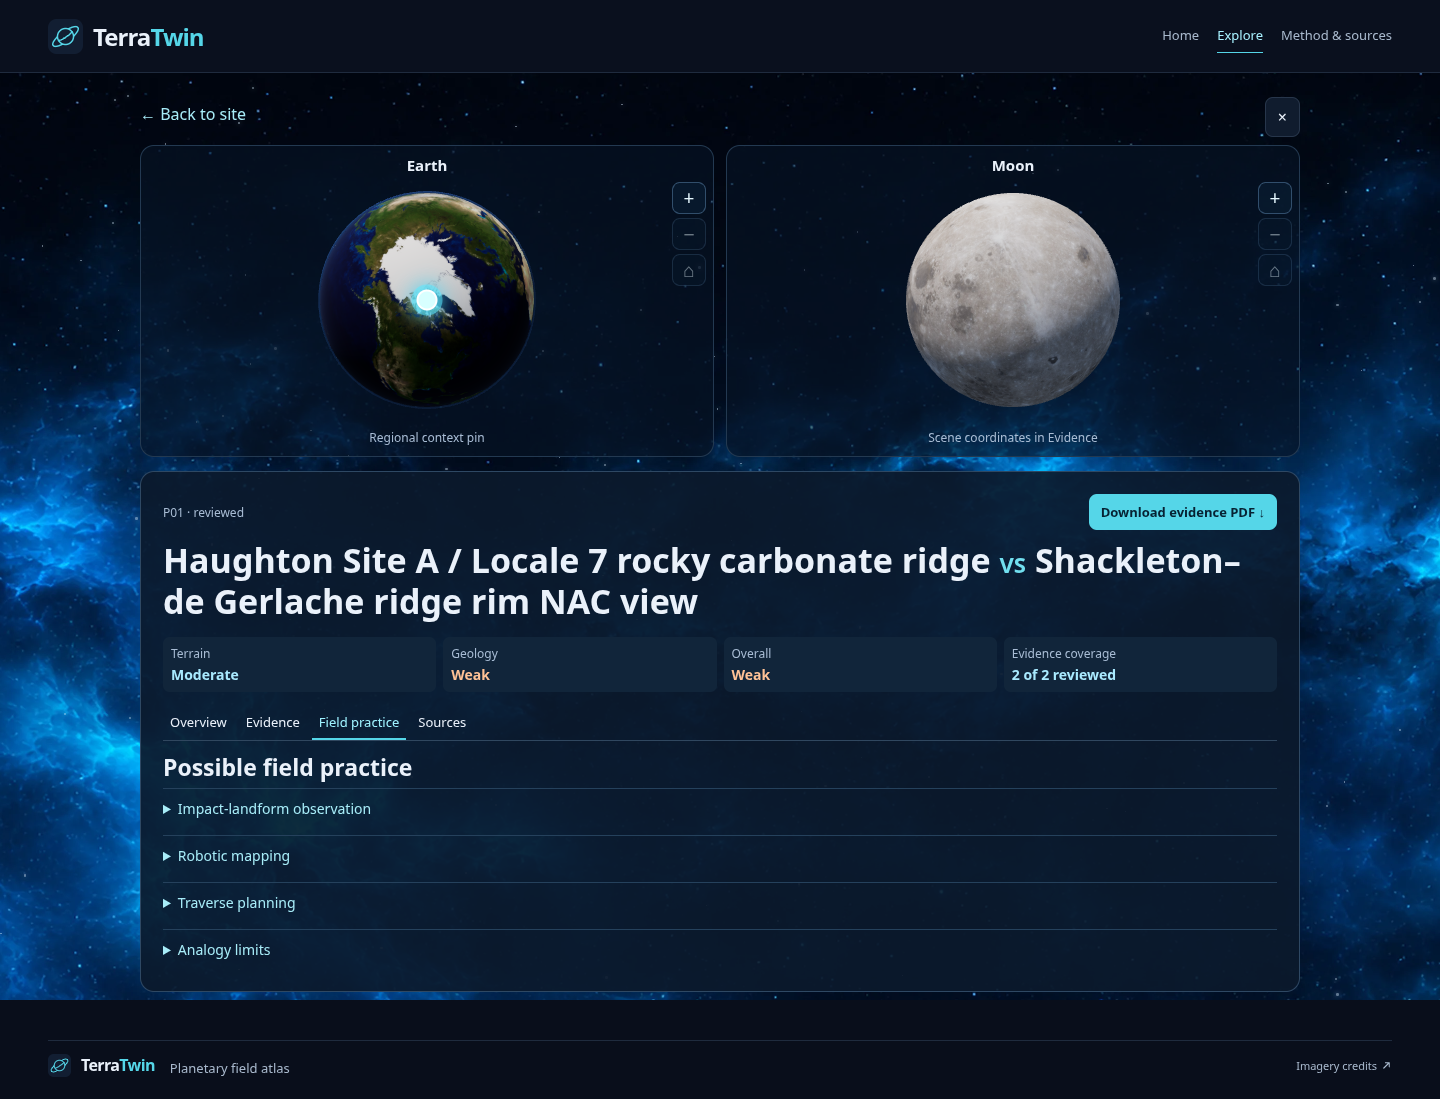 TerraTwin
Home Explore Method & sources
← Back to site
×
Earth
+
−
⌂
Regional context pin
Moon
+
−
⌂
Scene coordinates in Evidence
P01 · reviewed
Download evidence PDF ↓
Haughton Site A / Locale 7 rocky carbonate ridge vs Shackleton–
de Gerlache ridge rim NAC view
Terrain
Moderate
Geology
Weak
Overall
Weak
Evidence coverage
2 of 2 reviewed
Overview Evidence Field practice Sources
Possible field practice
▶ Impact-landform observation
▶ Robotic mapping
▶ Traverse planning
▶ Analogy limits
TerraTwin Planetary field atlas
Imagery credits ↗